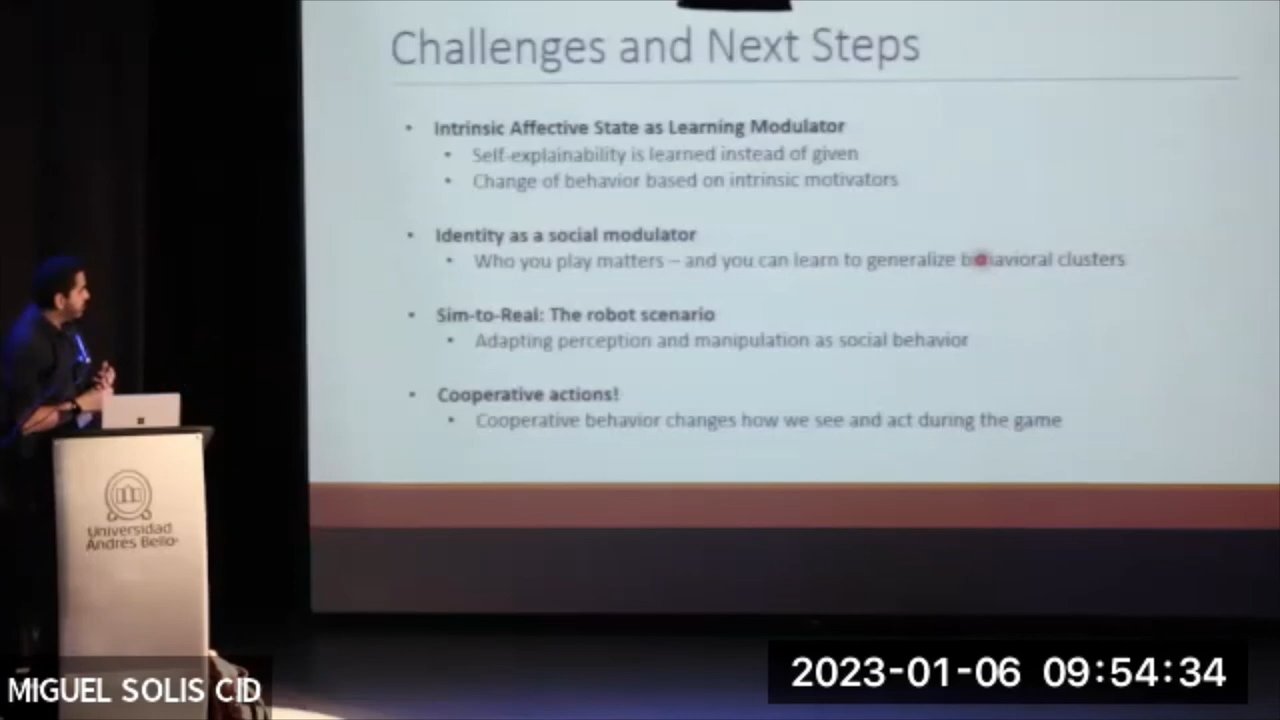 Challenges and Next Steps
• Intrinsic Affective State as Learning Modulator
• Self-explainability is learned instead of given
• Change of behavior based on intrinsic motivators
• Identity as a social modulator
• Who you play matters – and you can learn to generalize behavioral clusters
• Sim-to-Real: The robot scenario
• Adapting perception and manipulation as social behavior
• Cooperative actions!
• Cooperative behavior changes how we see and act during the game
Universidad
Andres Bello
MIGUEL SOLIS CID
2023-01-06 09:54:34